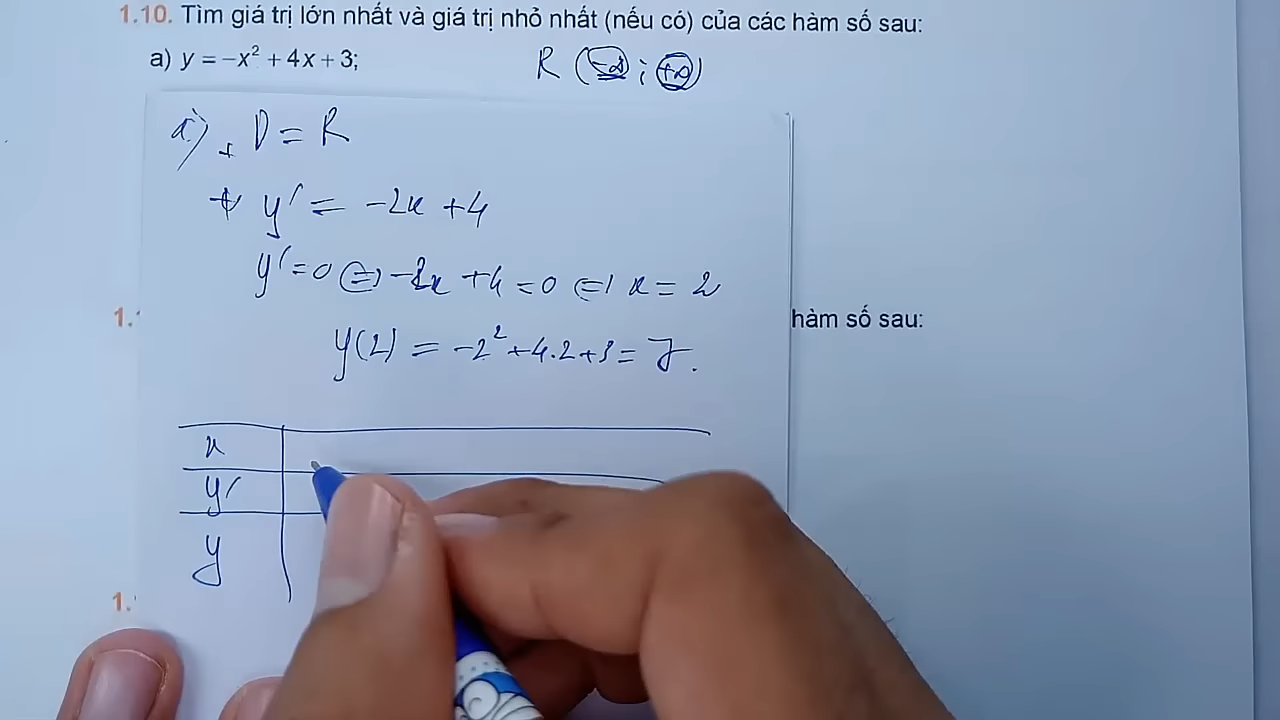 1.10. Tìm giá trị lớn nhất và giá trị nhỏ nhất (nếu có) của các hàm số sau:
a) y = −x² + 4x + 3;
R (-∞ ; +∞)
a) + D = R
+ y' = -2x + 4
y' = 0 ⇔ -2x + 4 = 0 ⇔ x = 2
1.
hàm số sau:
y(2) = -2² + 4.2 + 3 = 7.
x
y'
y
1.